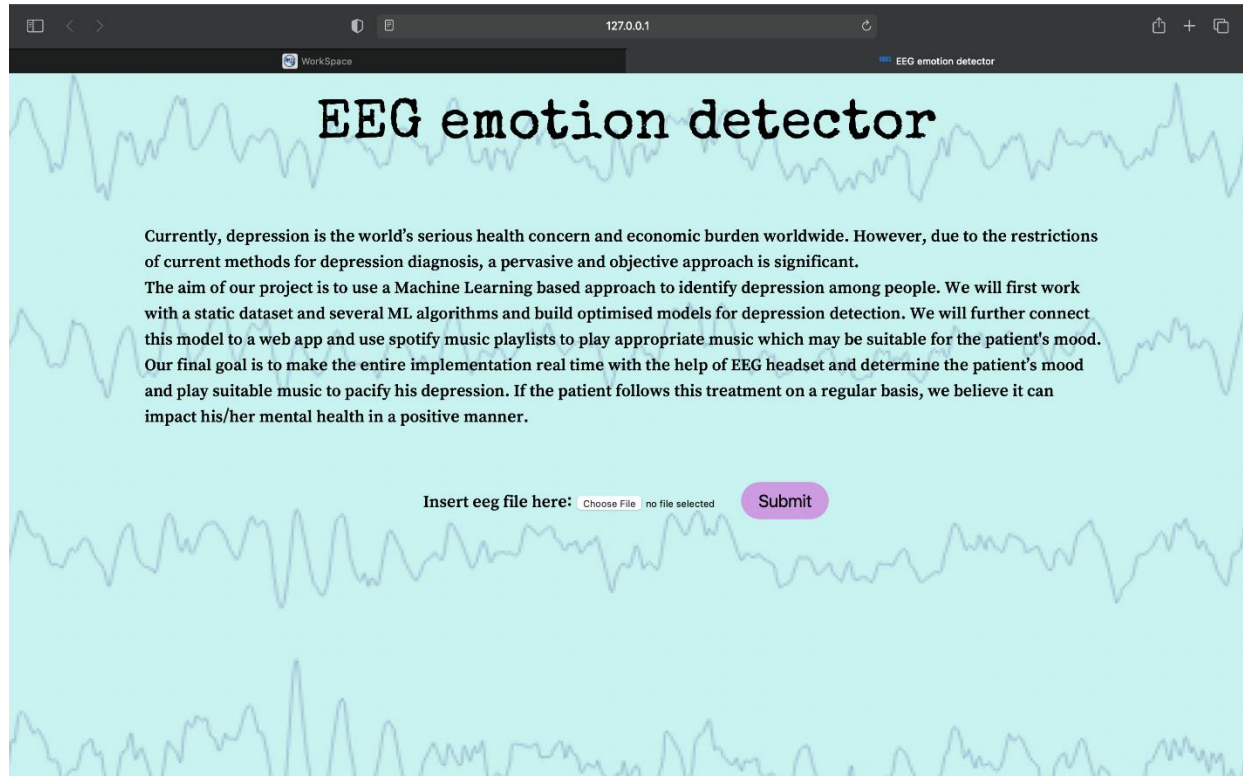 127.0.0.1
WorkSpace
EEG emotion detector
EEG emotion detector
Currently, depression is the world's serious health concern and economic burden worldwide. However, due to the restrictions
of current methods for depression diagnosis, a pervasive and objective approach is significant.
The aim of our project is to use a Machine Learning based approach to identify depression among people. We will first work
with a static dataset and several ML algorithms and build optimised models for depression detection. We will further connect
this model to a web app and use spotify music playlists to play appropriate music which may be suitable for the patient's mood.
Our final goal is to make the entire implementation real time with the help of EEG headset and determine the patient's mood
and play suitable music to pacify his depression. If the patient follows this treatment on a regular basis, we believe it can
impact his/her mental health in a positive manner.
Insert eeg file here: Choose File no file selected Submit